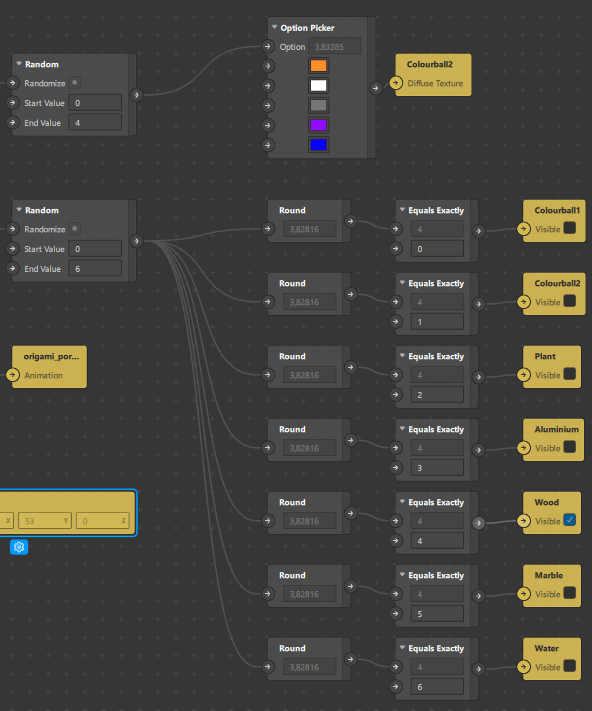 Option Picker
Option 3,83385
Random
Randomize
Start Value 0
End Value 4
Colourball2
Diffuse Texture
Random
Randomize
Start Value 0
End Value 6
Round
3,82816
Equals Exactly
4
0
Colourball1
Visible
Round
3,82816
Equals Exactly
4
1
Colourball2
Visible
origami_por...
Animation
Round
3,82816
Equals Exactly
4
2
Plant
Visible
Round
3,82816
Equals Exactly
4
3
Aluminium
Visible
X 53 Y 0 Z
Round
3,82816
Equals Exactly
4
4
Wood
Visible
Round
3,82816
Equals Exactly
4
5
Marble
Visible
Round
3,82816
Equals Exactly
4
6
Water
Visible